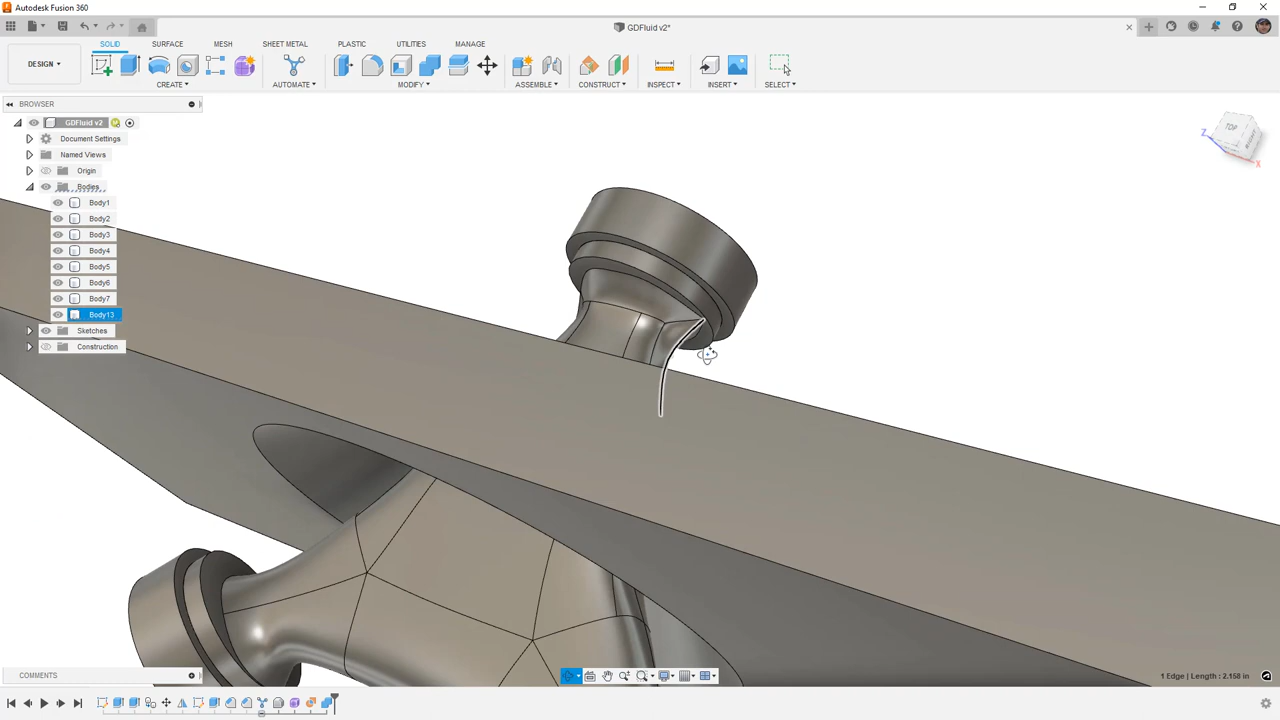 Autodesk Fusion 360
GDFluid v2*
DESIGN
SOLID SURFACE MESH SHEET METAL PLASTIC UTILITIES MANAGE
CREATE AUTOMATE MODIFY ASSEMBLE CONSTRUCT INSPECT INSERT SELECT
BROWSER
GDFluid v2
Document Settings
Named Views
Origin
Bodies
Body1
Body2
Body3
Body4
Body5
Body6
Body7
Body13
Sketches
Construction
TOP
Z
X
COMMENTS
1 Edge | Length : 2.158 in